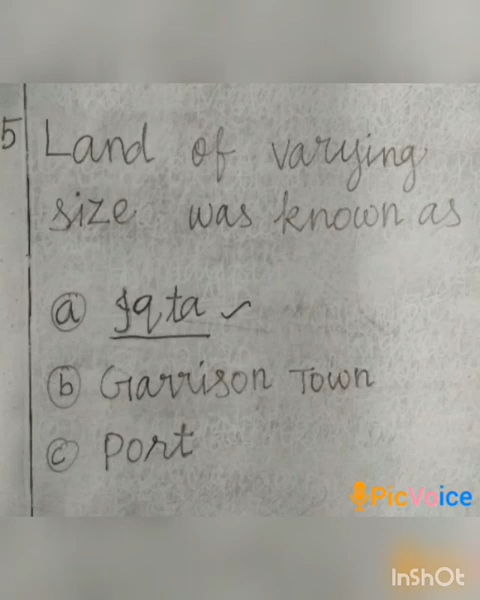 5 Land of varying
size was known as
a Iqta ✓
b Garrison Town
c Port
PicVoice
InShOt